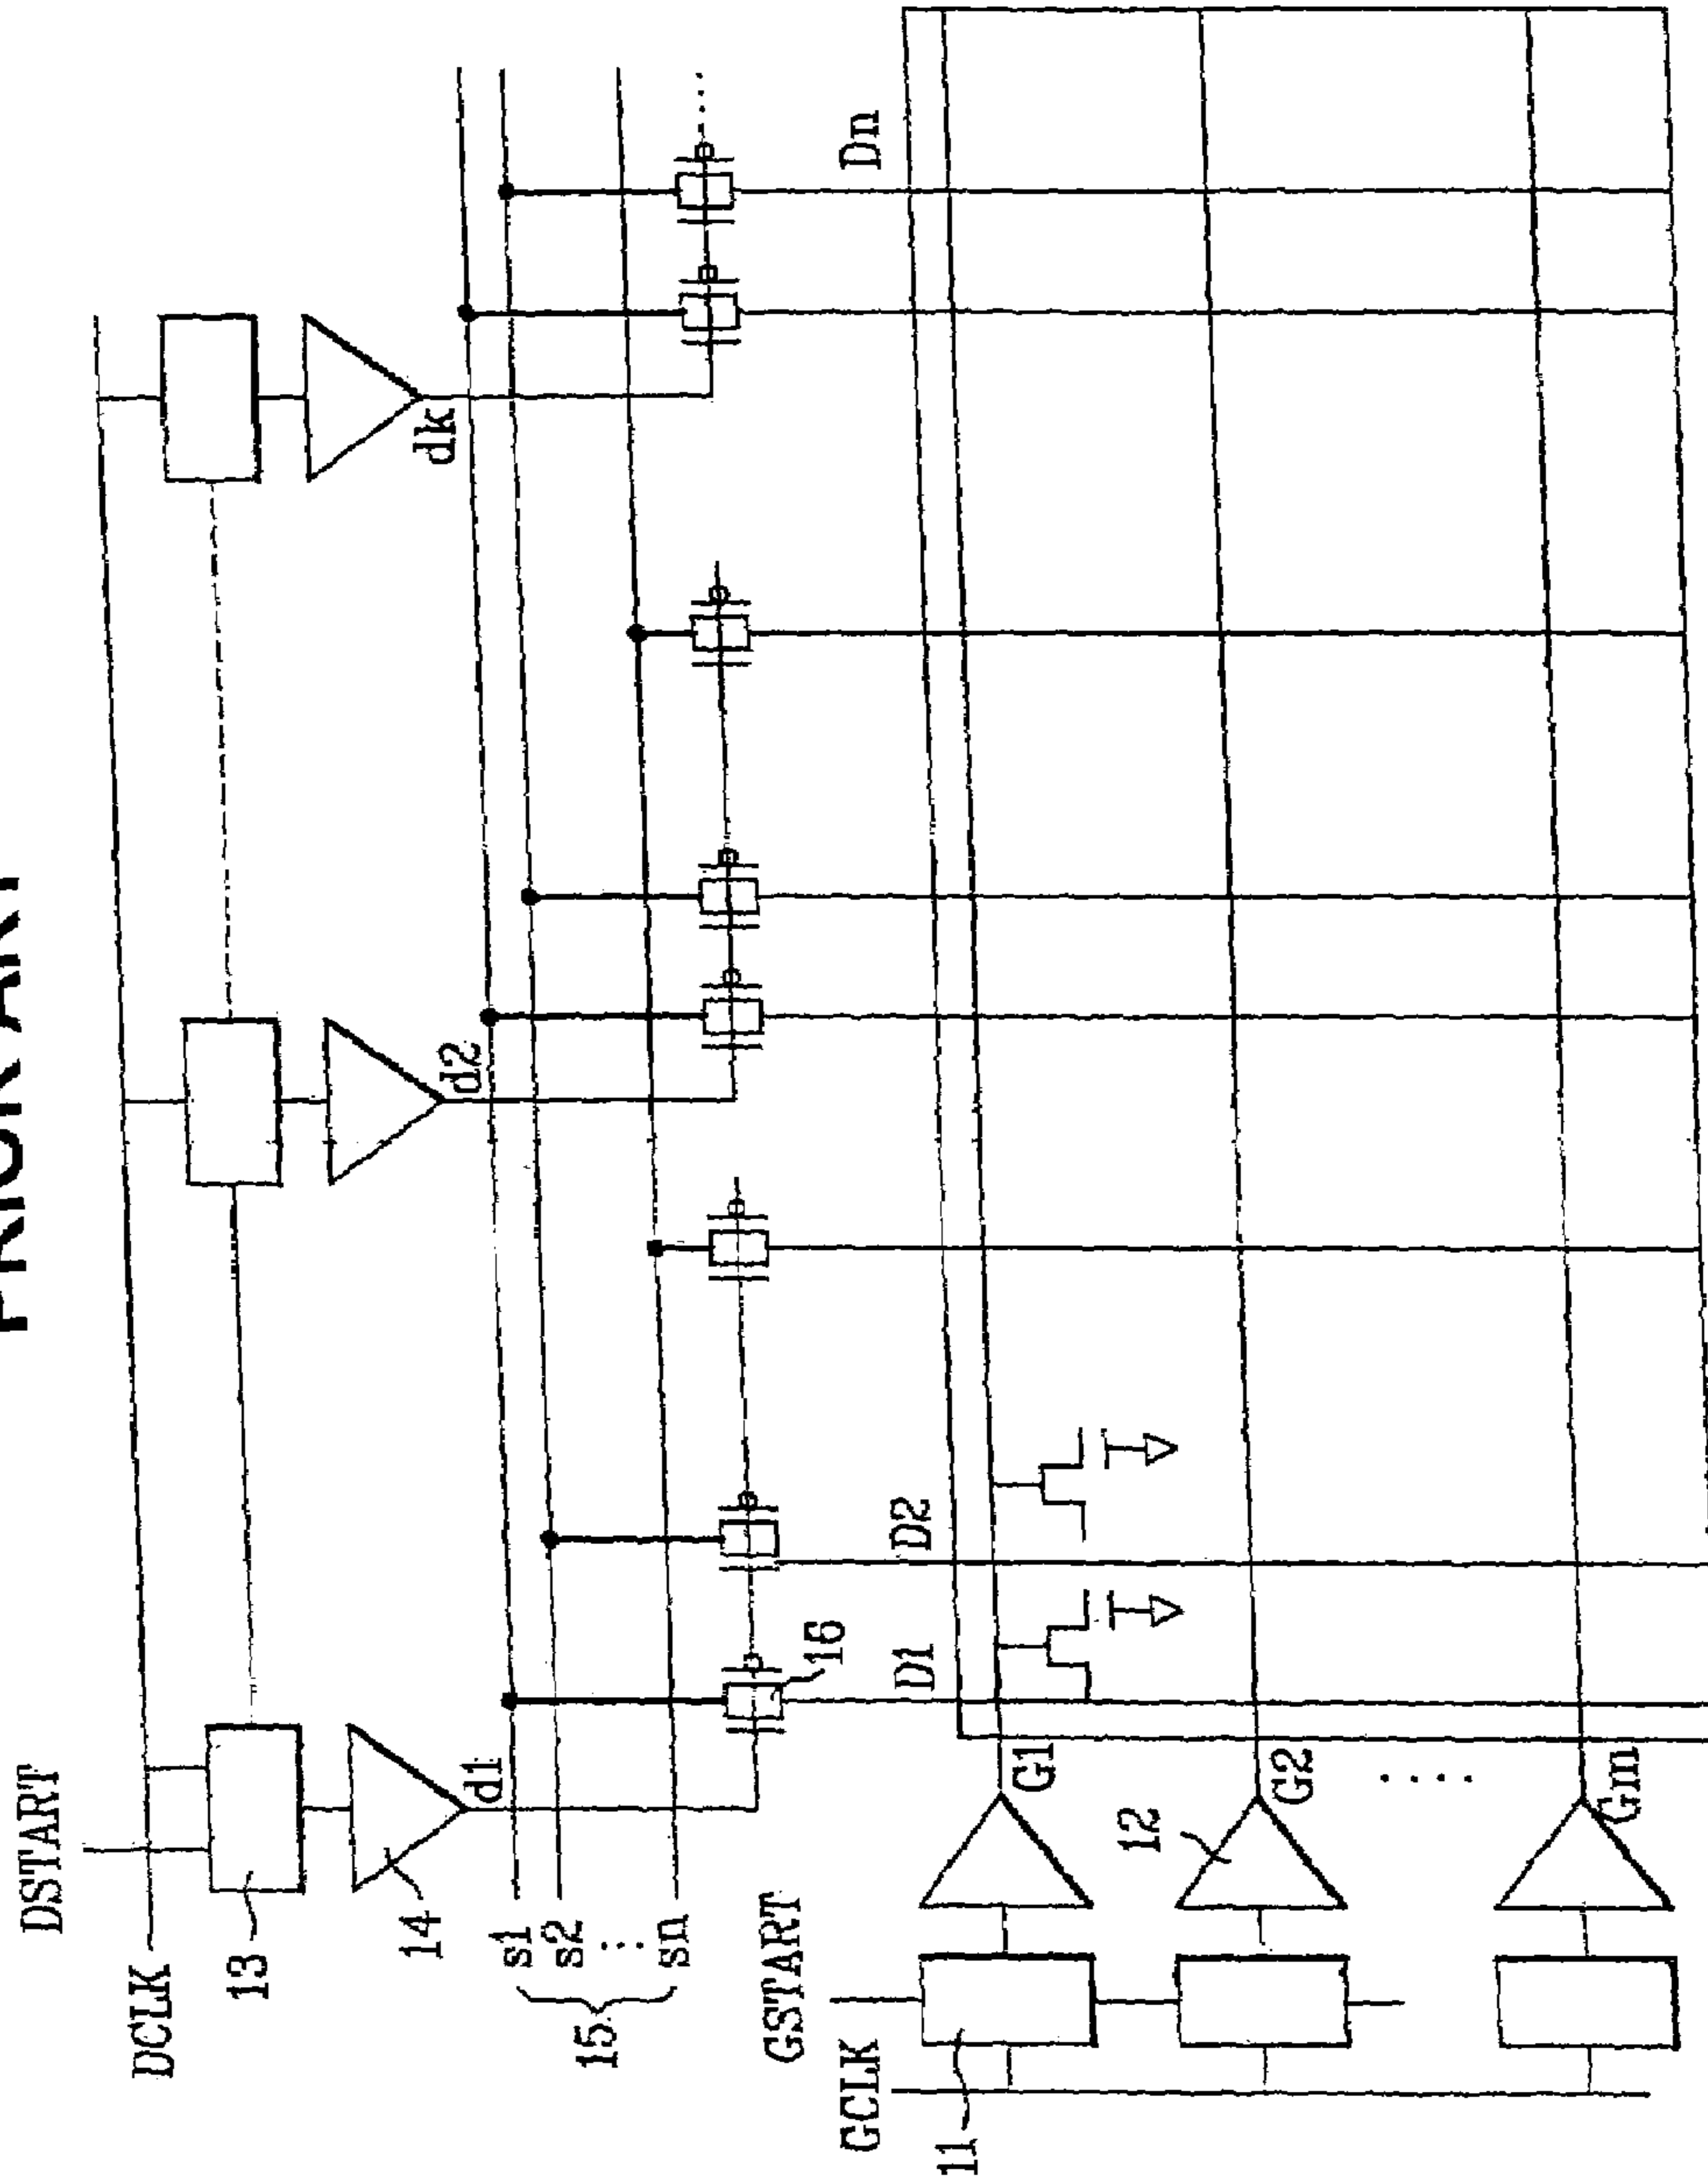 PRIOR ART
DSTART
DCLK
13
14
d1
d2
dk
s1
s2
sn
15
16
D1
D2
Dn
GSTART
GCLK
11
12
G1
G2
Gm